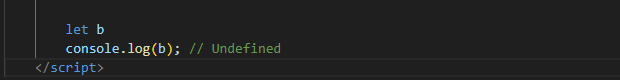 let b
console.log(b); // Undefined
</script>